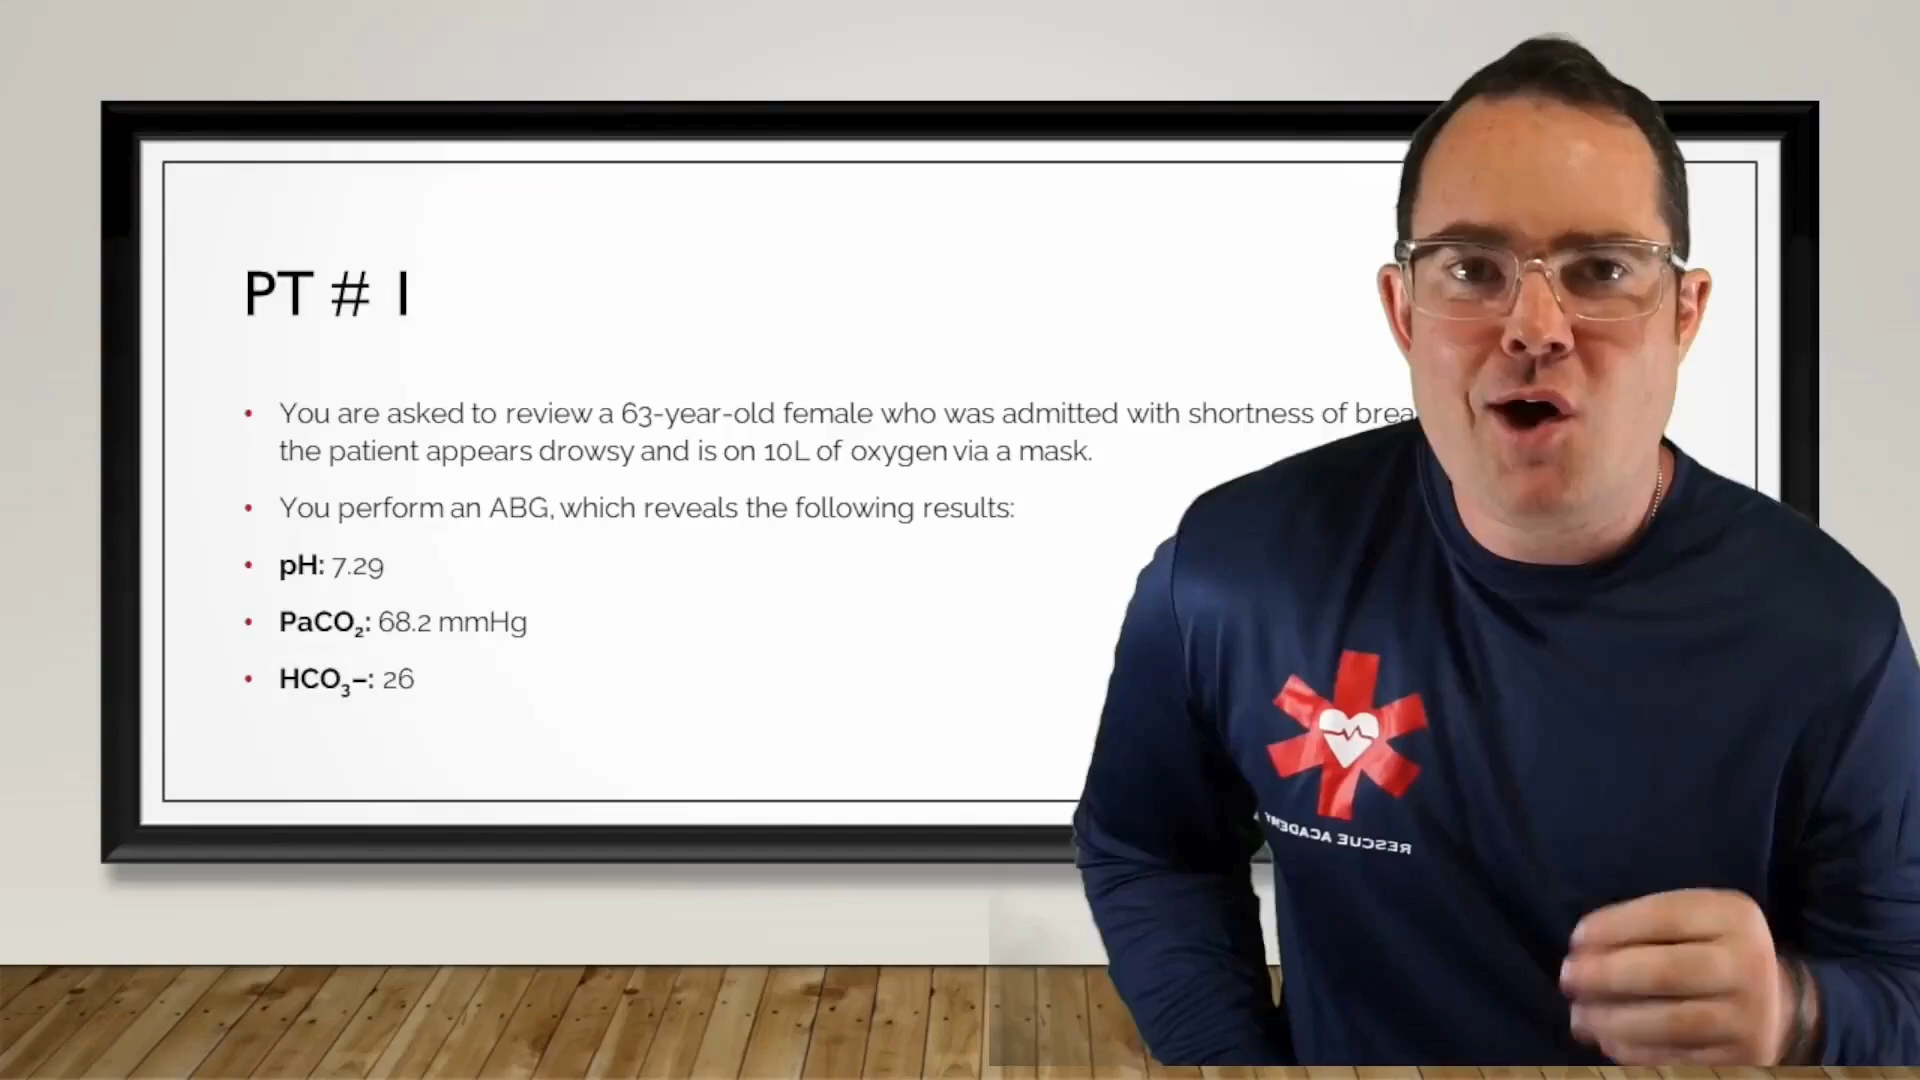 PT # 1
• You are asked to review a 63-year-old female who was admitted with shortness of
the patient appears drowsy and is on 10L of oxygen via a mask.
• You perform an ABG, which reveals the following results:
• pH: 7.29
• PaCO₂: 68.2 mmHg
• HCO₃–: 26
RESCUE ACADEMY